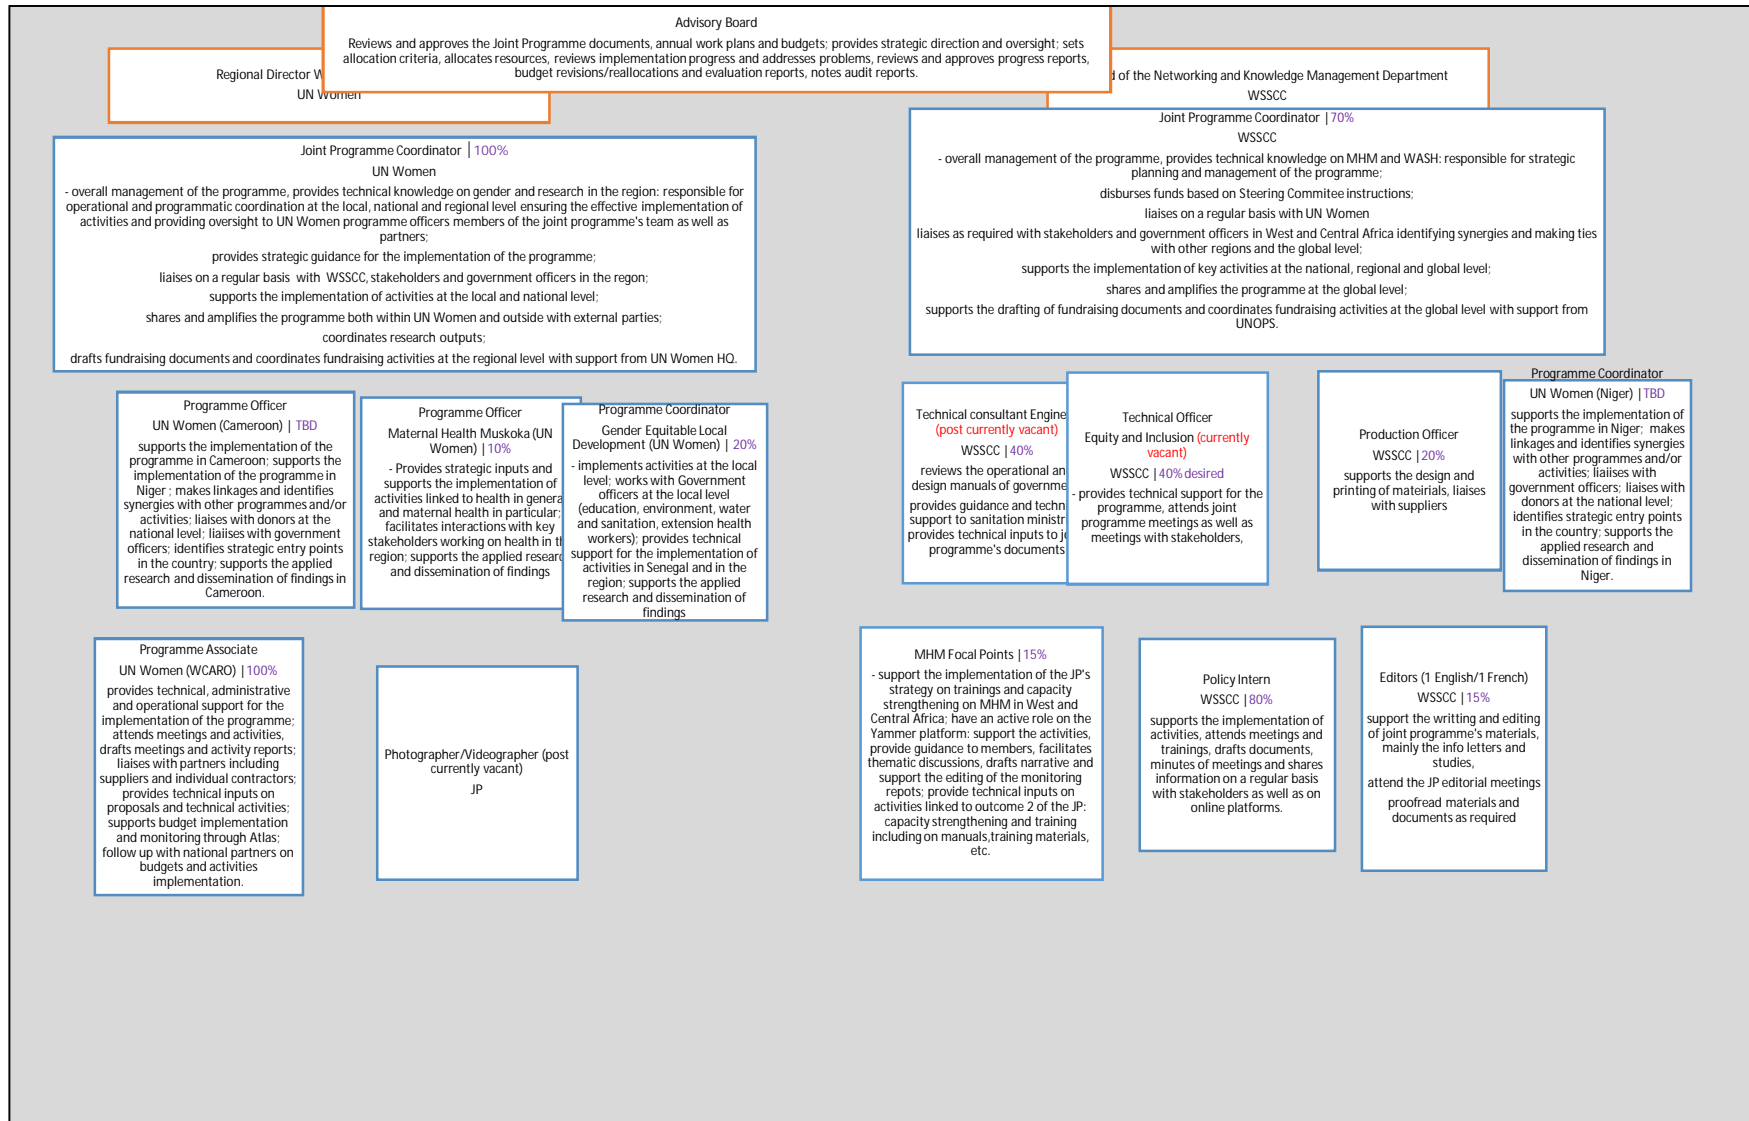 Advisory Board
Reviews and approves the Joint Programme documents, annual work plans and budgets; provides strategic direction and oversight; sets
allocation criteria, allocates resources, reviews implementation progress and addresses problems, reviews and approves progress reports,
budget revisions/reallocations and evaluation reports, notes audit reports.
Regional Director
UN Women
of the Networking and Knowledge Management Department
WSSCC
Joint Programme Coordinator | 100%
UN Women
- overall management of the programme, provides technical knowledge on gender and research in the region: responsible for
operational and programmatic coordination at the local, national and regional level ensuring the effective implementation of
activities and providing oversight to UN Women programme officers members of the joint programme's team as well as
partners;
provides strategic guidance for the implementation of the programme;
liaises on a regular basis with WSSCC, stakeholders and government officers in the regon;
supports the implementation of activities at the local and national level;
shares and amplifies the programme both within UN Women and outside with external parties;
coordinates research outputs;
drafts fundraising documents and coordinates fundraising activities at the regional level with support from UN Women HQ.
Joint Programme Coordinator | 70%
WSSCC
- overall management of the programme, provides technical knowledge on MHM and WASH: responsible for strategic
planning and management of the programme;
disburses funds based on Steering Commitee instructions;
liaises on a regular basis with UN Women
liaises as required with stakeholders and government officers in West and Central Africa identifying synergies and making ties
with other regions and the global level;
supports the implementation of key activities at the national, regional and global level;
shares and amplifies the programme at the global level;
supports the drafting of fundraising documents and coordinates fundraising activities at the global level with support from
UNOPS.
Programme Officer
UN Women (Cameroon) | TBD
supports the implementation of the
programme in Cameroon; supports the
implementation of the programme in
Niger ; makes linkages and identifies
synergies with other programmes and/or
activities; liaises with donors at the
national level; liaiises with government
officers; identifies strategic entry points
in the country; supports the applied
research and dissemination of findings in
Cameroon.
Programme Officer
Maternal Health Muskoka (UN
Women) | 10%
- Provides strategic inputs and
supports the implementation of
activities linked to health in genera
and maternal health in particular;
facilitates interactions with key
stakeholders working on health in
region; supports the applied
and dissemination of findings
Programme Coordinator
Gender Equitable Local
Development (UN Women) | 20%
- implements activities at the local
level; works with Government
officers at the local level
(education, environment, water
and sanitation, extension health
workers); provides technical
support for the implementation of
activities in Senegal and in the
region; supports the applied
research and dissemination of
findings
Technical consultant
(post currently vacant)
WSSCC | 40%
reviews the operational
design manuals of
provides guidance and
support to sanitation
provides technical inputs to
programme's documents
Technical Officer
Equity and Inclusion (currently
vacant)
WSSCC | 40% desired
- provides technical support for the
programme, attends joint
programme meetings as well as
meetings with stakeholders,
Production Officer
WSSCC | 20%
supports the design and
printing of mateirials, liaises
with suppliers
Programme Coordinator
UN Women (Niger) | TBD
supports the implementation of
the programme in Niger; makes
linkages and identifies synergies
with other programmes and/or
activities; liaiises with
government officers; liaises with
donors at the national level;
identifies strategic entry points
in the country; supports the
applied research and
dissemination of findings in
Niger.
Programme Associate
UN Women (WCARO) | 100%
provides technical, administrative
and operational support for the
implementation of the programme;
attends meetings and activities,
drafts meetings and activity reports;
liaises with partners including
suppliers and individual contractors;
provides technical inputs on
proposals and technical activities;
supports budget implementation
and monitoring through Atlas;
follow up with national partners on
budgets and activities
implementation.
Photographer/Videographer (post
currently vacant)
JP
MHM Focal Points | 15%
- support the implementation of the JP's
strategy on trainings and capacity
strengthening on MHM in West and
Central Africa; have an active role on the
Yammer platform: support the activities,
provide guidance to members, facilitates
thematic discussions, drafts narrative and
support the editing of the monitoring
repots; provide technical inputs on
activities linked to outcome 2 of the JP:
capacity strengthening and training
including on manuals,training materials,
etc.
Policy Intern
WSSCC | 80%
supports the implementation of
activities, attends meetings and
trainings, drafts documents,
minutes of meetings and shares
information on a regular basis
with stakeholders as well as on
online platforms.
Editors (1 English/1 French)
WSSCC | 15%
support the writting and editing
of joint programme's materials,
mainly the info letters and
studies,
attend the JP editorial meetings
proofread materials and
documents as required